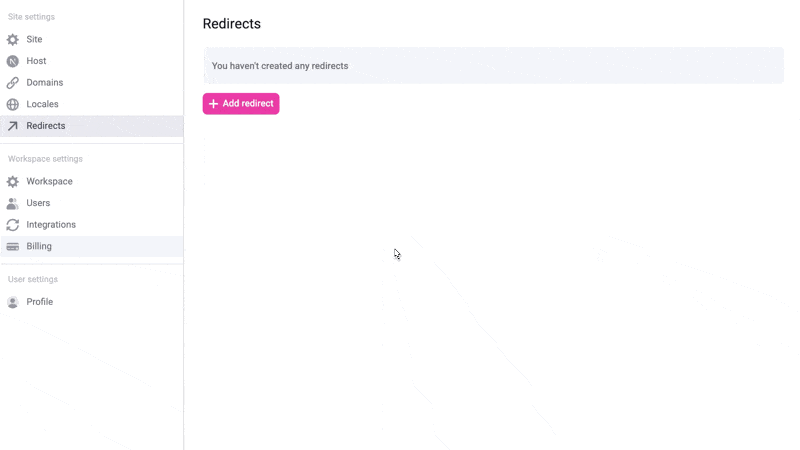 Site settings
Site
Host
Domains
Locales
Redirects
Workspace settings
Workspace
Users
Integrations
Billing
User settings
Profile
Redirects
You haven't created any redirects
Add redirect